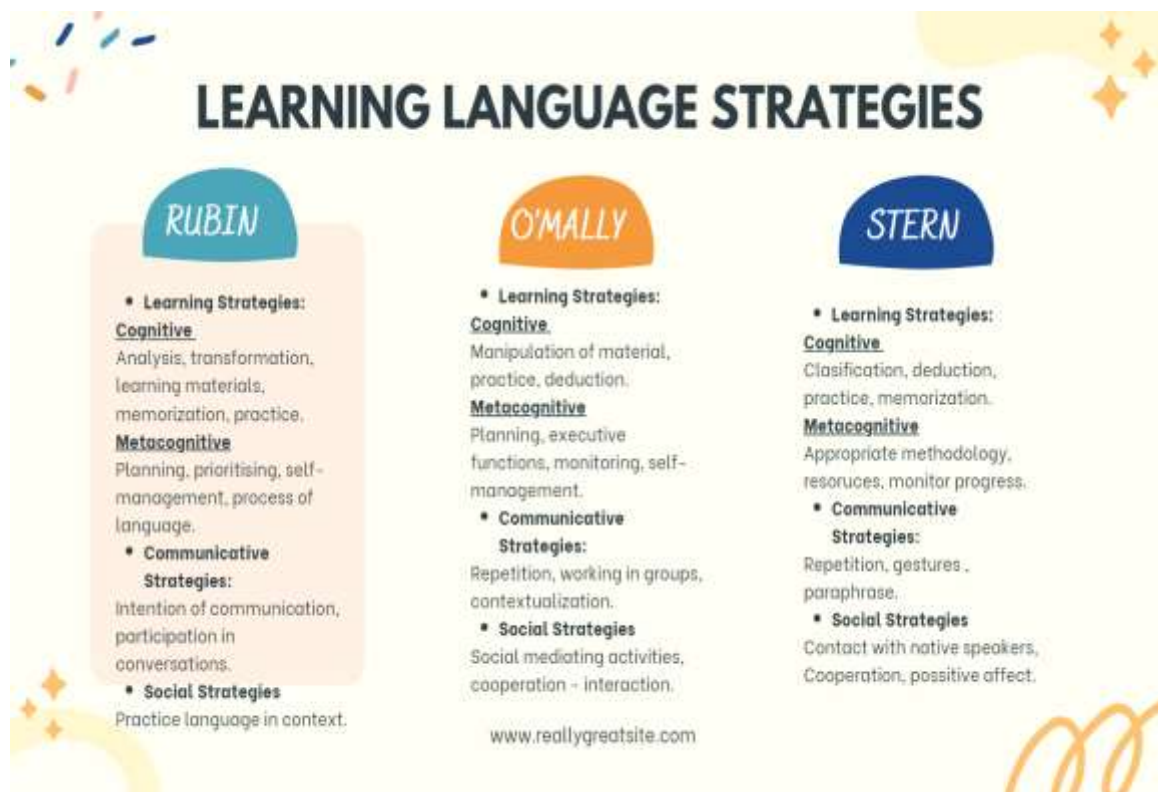 LEARNING LANGUAGE STRATEGIES
RUBIN
• Learning Strategies:
Cognitive
Analysis, transformation,
learning materials,
memorization, practice.
Metacognitive
Planning, prioritising, self-
management, process of
language.
• Communicative
Strategies:
Intention of communication,
participation in
conversations.
• Social Strategies
Practice language in context.
O'MALLY
• Learning Strategies:
Cognitive
Manipulation of material,
practice, deduction.
Metacognitive
Planning, executive
functions, monitoring, self-
management.
• Communicative
Strategies:
Repetition, working in groups,
contextualization.
• Social Strategies
Social mediating activities,
cooperation - interaction.
STERN
• Learning Strategies:
Cognitive
Clasification, deduction,
practice, memorization.
Metacognitive
Appropriate methodology,
resoruces, monitor progress.
• Communicative
Strategies:
Repetition, gestures ,
paraphrase.
• Social Strategies
Contact with native speakers,
Cooperation, possitive affect.
www.reallygreatsite.com